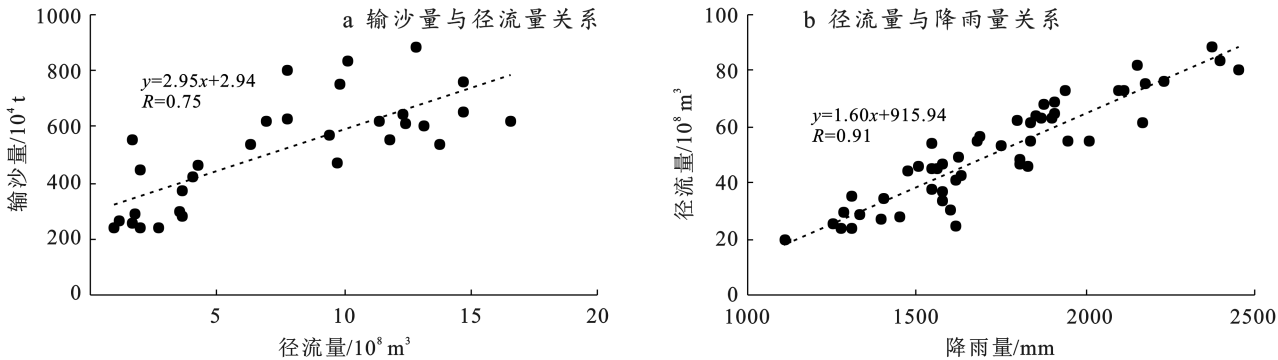 a 输沙量与径流量关系
1000
800
600
400
200
0
输沙量/10⁴ t
y=2.95x+2.94
R=0.75
5
10
15
20
径流量/10⁸ m³
b 径流量与降雨量关系
100
80
60
40
20
0
径流量/10⁸ m³
y=1.60x+915.94
R=0.91
1000
1500
2000
2500
降雨量/mm